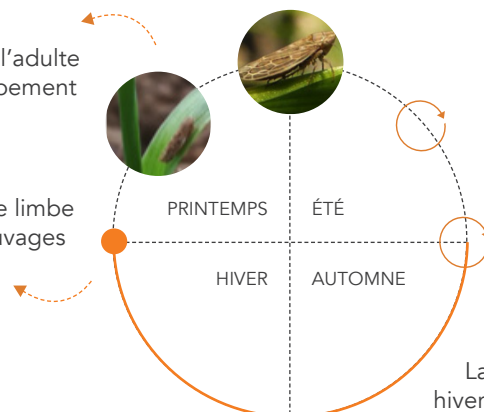 l'adulte
pement
e limbe
uvages
PRINTEMPS
ÉTÉ
HIVER
AUTOMNE
La
hiver